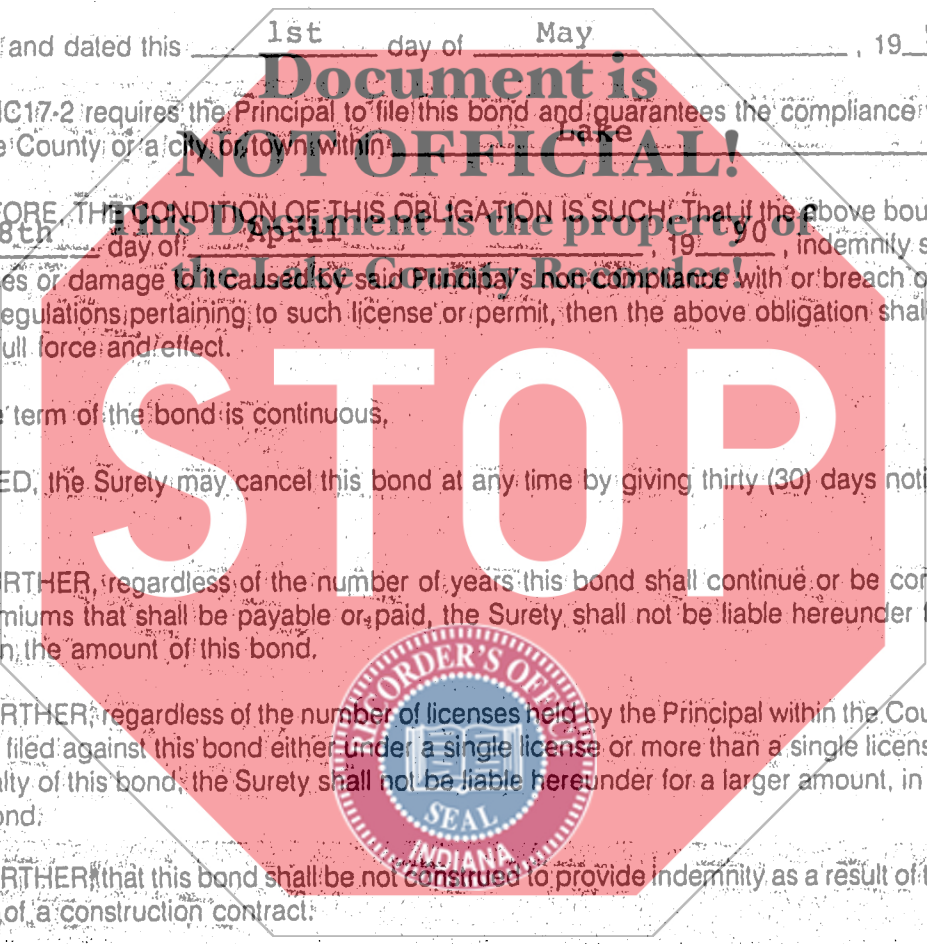 and dated this 1st day of May , 19
IC17-2 requires the Principal to file this bond and guarantees the compliance
County or a city or town within Lake
Document is
NOT OFFICIAL!
This Document is the property of
the Lake County Recorder!
FORE, THE CONDITION OF THIS OBLIGATION IS SUCH: That if the above bou
8th day of April , 19 90 , indemnity s
es or damage to it caused by said Principal's non-compliance with or breach o
egulations pertaining to such license or permit, then the above obligation shal
ull force and effect.
term of the bond is continuous,
STOP
ED, the Surety may cancel this bond at any time by giving thirty (30) days noti
RTHER, regardless of the number of years this bond shall continue or be con
miums that shall be payable or paid, the Surety shall not be liable hereunder
n the amount of this bond.
RTHER, regardless of the number of licenses held by the Principal within the Cou
filed against this bond either under a single license or more than a single licens
lty of this bond, the Surety shall not be liable hereunder for a larger amount, in
ond.
RECORDER'S OFFICE
SEAL
INDIANA
RTHER that this bond shall be not construed to provide indemnity as a result of
of a construction contract.